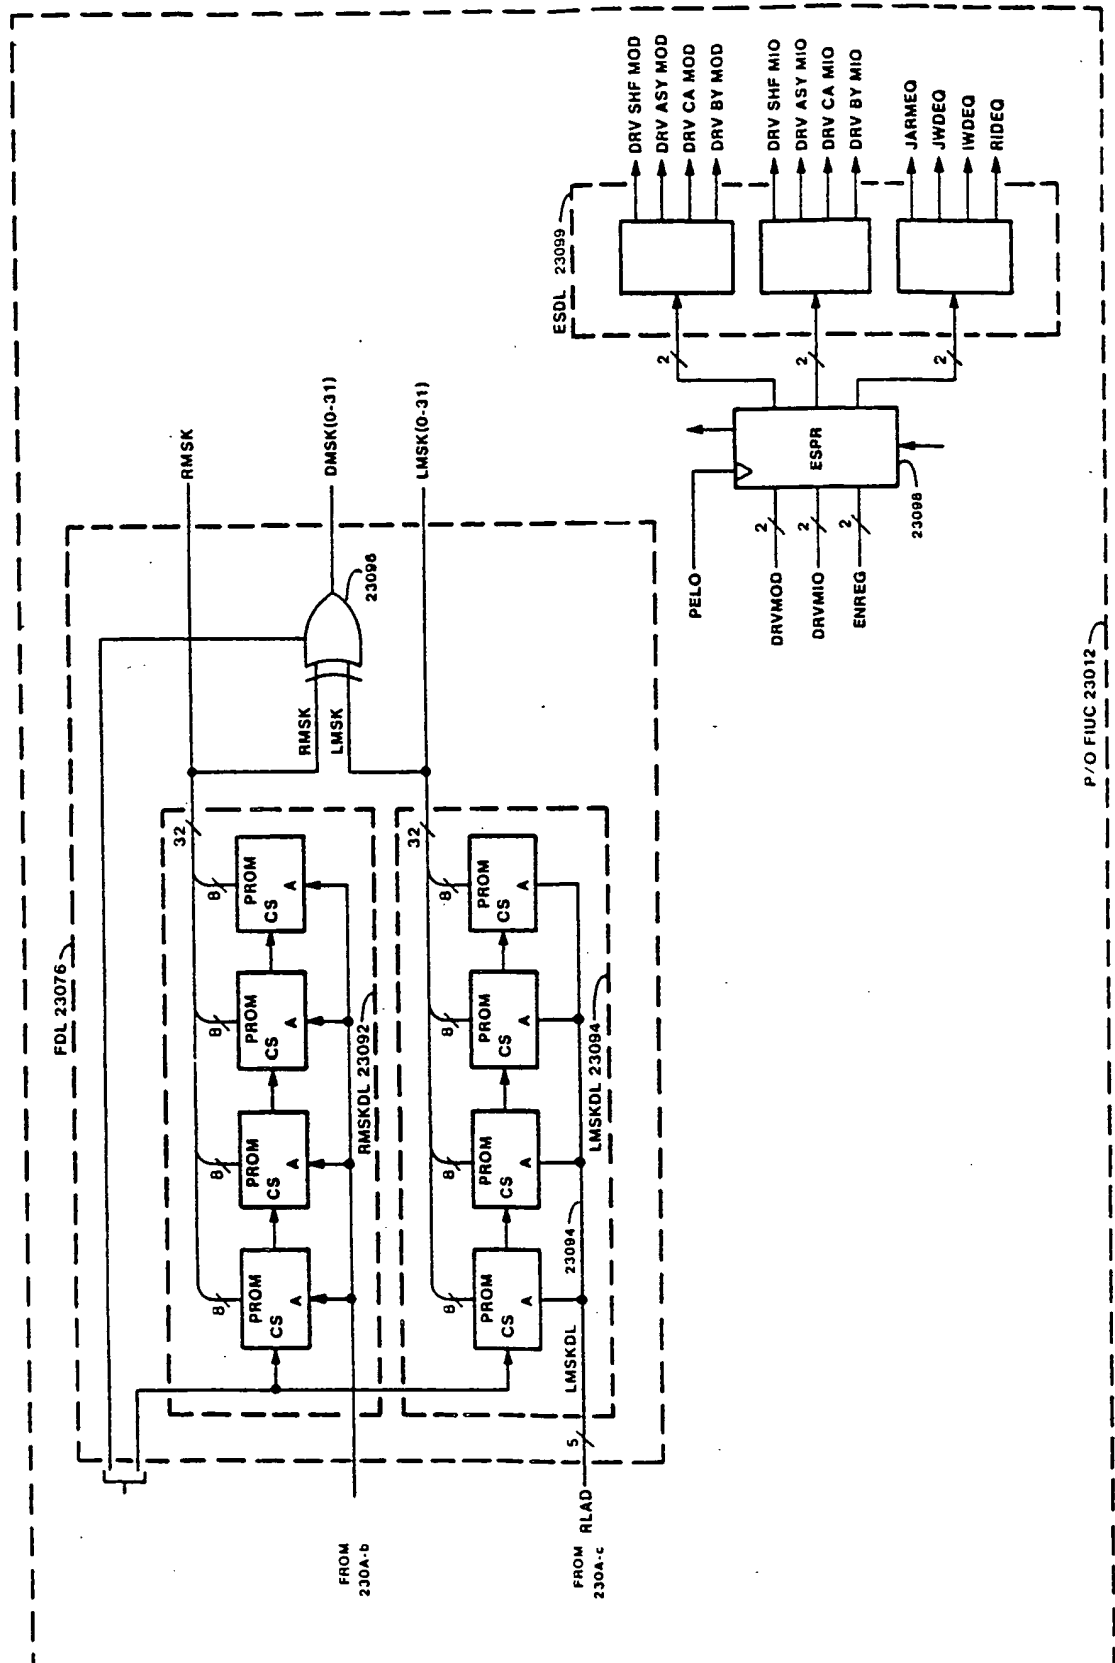 FDL 23076
RMSK
DMSK(0-31)
LMSK(0-31)
RMSK
LMSK
23096
32
8
8
8
8
PROM
CS
A
PROM
CS
A
PROM
CS
A
PROM
CS
A
RMSKDL 23092
32
8
8
8
8
PROM
CS
A
PROM
CS
A
PROM
CS
A
PROM
CS
A
LMSKDL 23094
LMSKDL
23094
5
RLAD
FROM
230A-b
FROM
230A-c
PELO
DRVMOD
2
DRVMIO
2
ENREG
2
ESPR
23098
2
2
2
ESDL 23099
DRV SHF MOD
DRV ASY MOD
DRV CA MOD
DRV BY MOD
DRV SHF MIO
DRV ASY MIO
DRV CA MIO
DRV BY MIO
JARMEQ
JWDEQ
IWDEQ
RIDEQ
P/O FIUC 23012